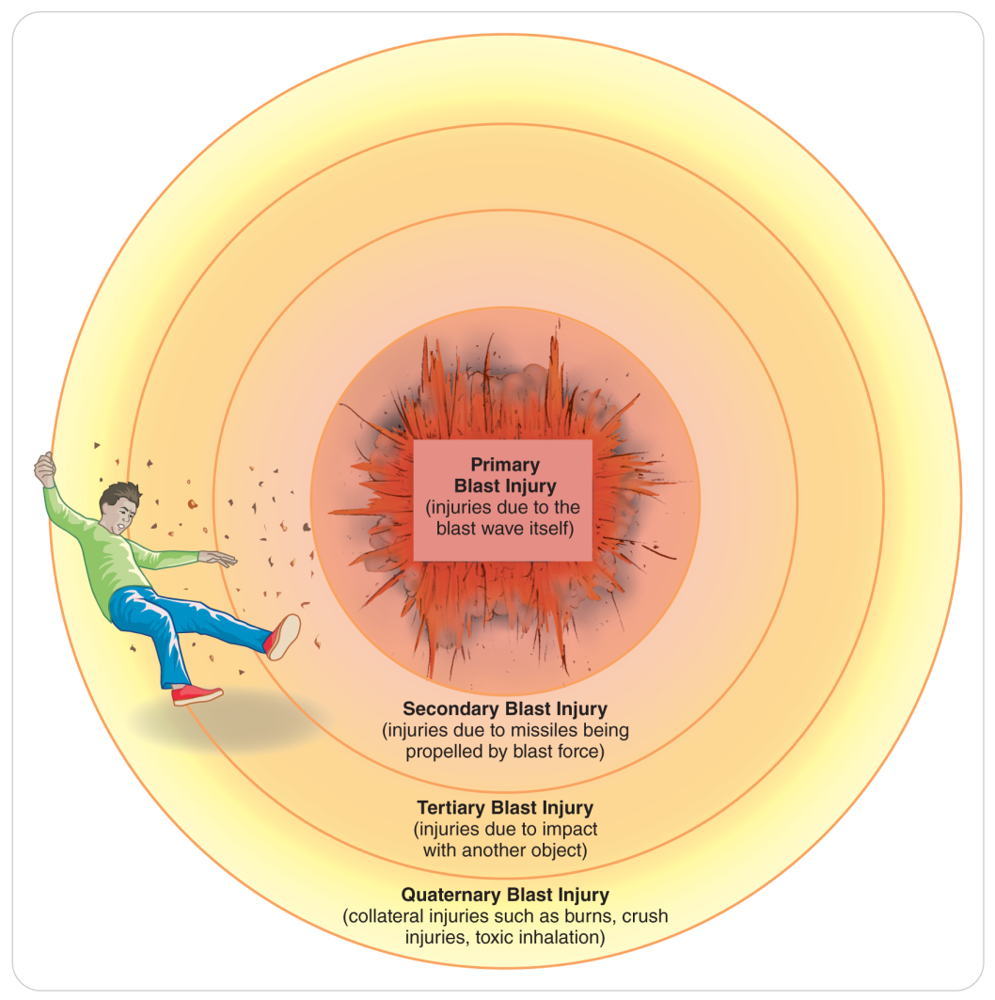 Primary
Blast Injury
(injuries due to the
blast wave itself)
Secondary Blast Injury
(injuries due to missiles being
propelled by blast force)
Tertiary Blast Injury
(injuries due to impact
with another object)
Quaternary Blast Injury
(collateral injuries such as burns, crush
injuries, toxic inhalation)